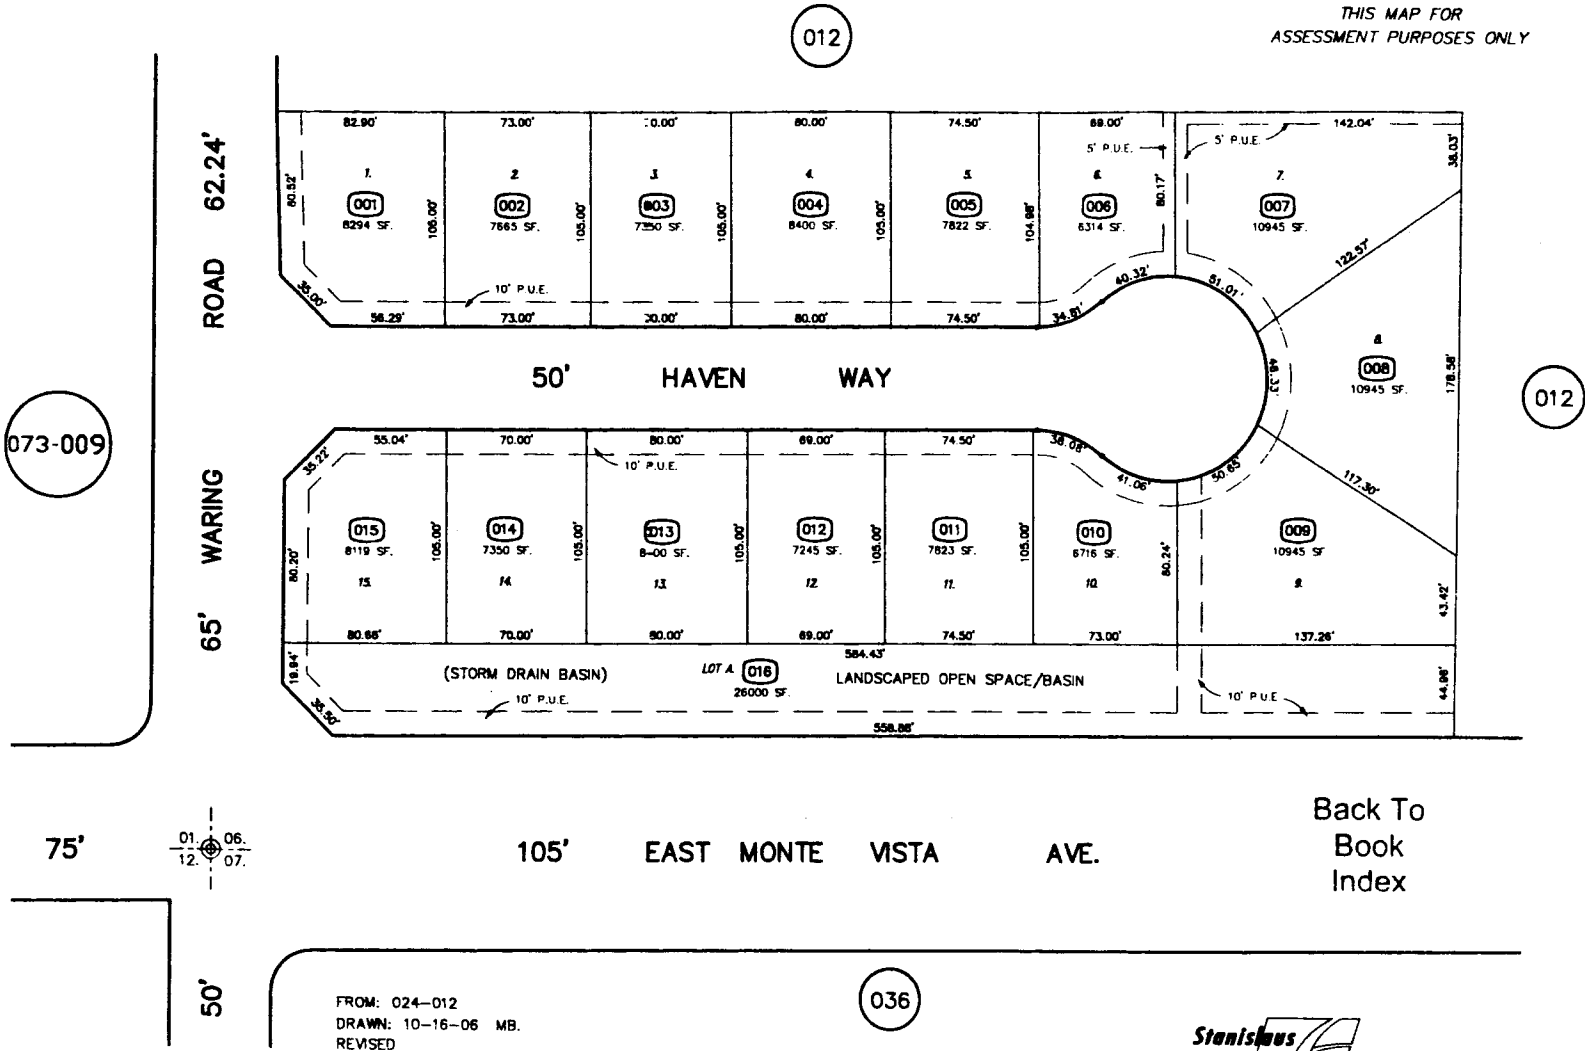 THIS MAP FOR
ASSESSMENT PURPOSES ONLY
012
82.90'
73.00'
80.00'
74.50'
69.00'
142.04'
5' P.U.E.
5' P.U.E.
38.03'
ROAD 62.24'
80.52'
1.
001
8294 SF.
105.00'
2.
002
7665 SF.
105.00'
3.
003
7350 SF.
105.00'
4.
004
8400 SF.
105.00'
5.
005
7822 SF.
104.98'
6.
006
6314 SF.
80.17'
7.
007
10945 SF.
122.57'
35.00'
10' P.U.E.
56.29'
73.00'
80.00'
74.50'
34.81'
40.32'
51.01'
50' HAVEN WAY
48.33'
8.
008
10945 SF.
178.58'
012
073-009
65' WARING
55.04'
70.00'
80.00'
69.00'
74.50'
38.08'
41.06'
50.65'
117.30'
35.22'
10' P.U.E.
80.20'
015
8119 SF.
15.
105.00'
014
7350 SF.
14.
105.00'
013
SF.
13.
105.00'
012
7245 SF.
12.
105.00'
011
7823 SF.
11.
105.00'
010
6716 SF.
10.
80.24'
009
10945 SF
9.
43.42'
80.66'
70.00'
80.00'
69.00'
74.50'
73.00'
137.26'
584.43'
19.94'
(STORM DRAIN BASIN)
LOT A.
016
26000 SF.
LANDSCAPED OPEN SPACE/BASIN
44.98'
10' P.U.E.
10' P.U.E
35.50'
558.88'
75'
01. 06.
12. 07.
105' EAST MONTE VISTA AVE.
Back To
Book
Index
50'
036
FROM: 024-012
DRAWN: 10-16-06 MB.
REVISED
Stanislaus